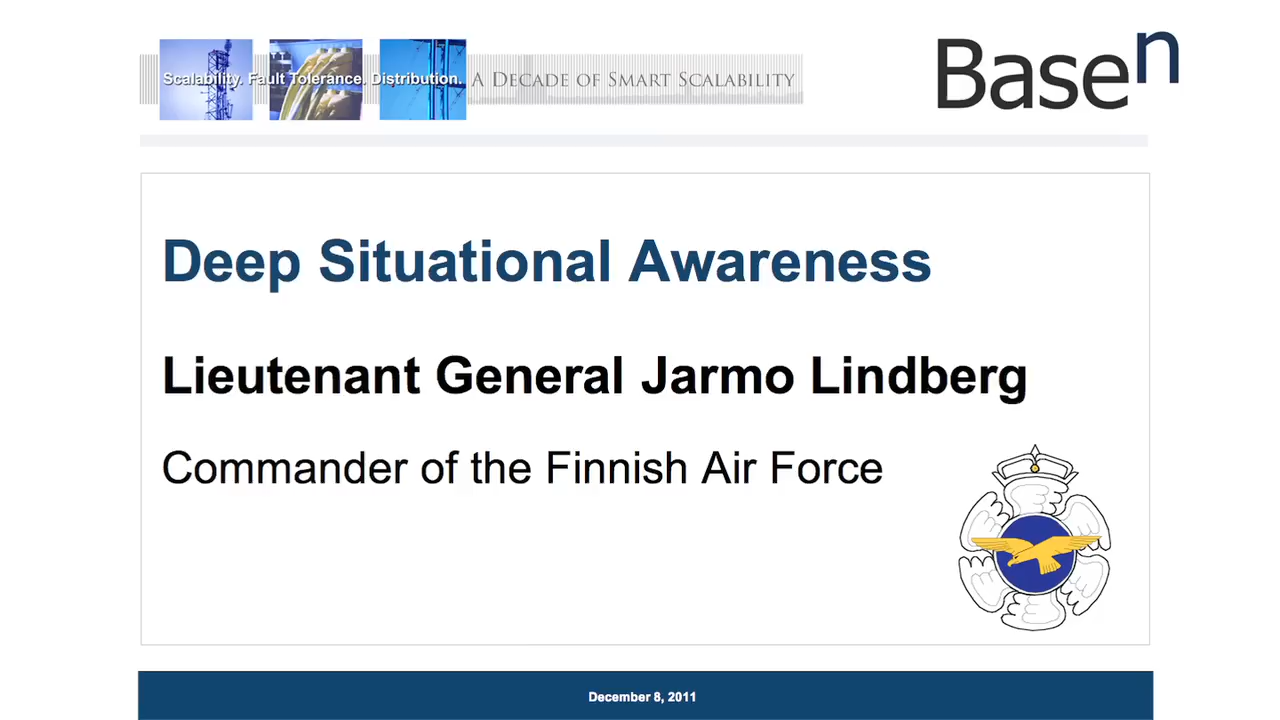 Scalability. Fault Tolerance. Distribution. A Decade of Smart Scalability
Basen
Deep Situational Awareness
Lieutenant General Jarmo Lindberg
Commander of the Finnish Air Force
December 8, 2011